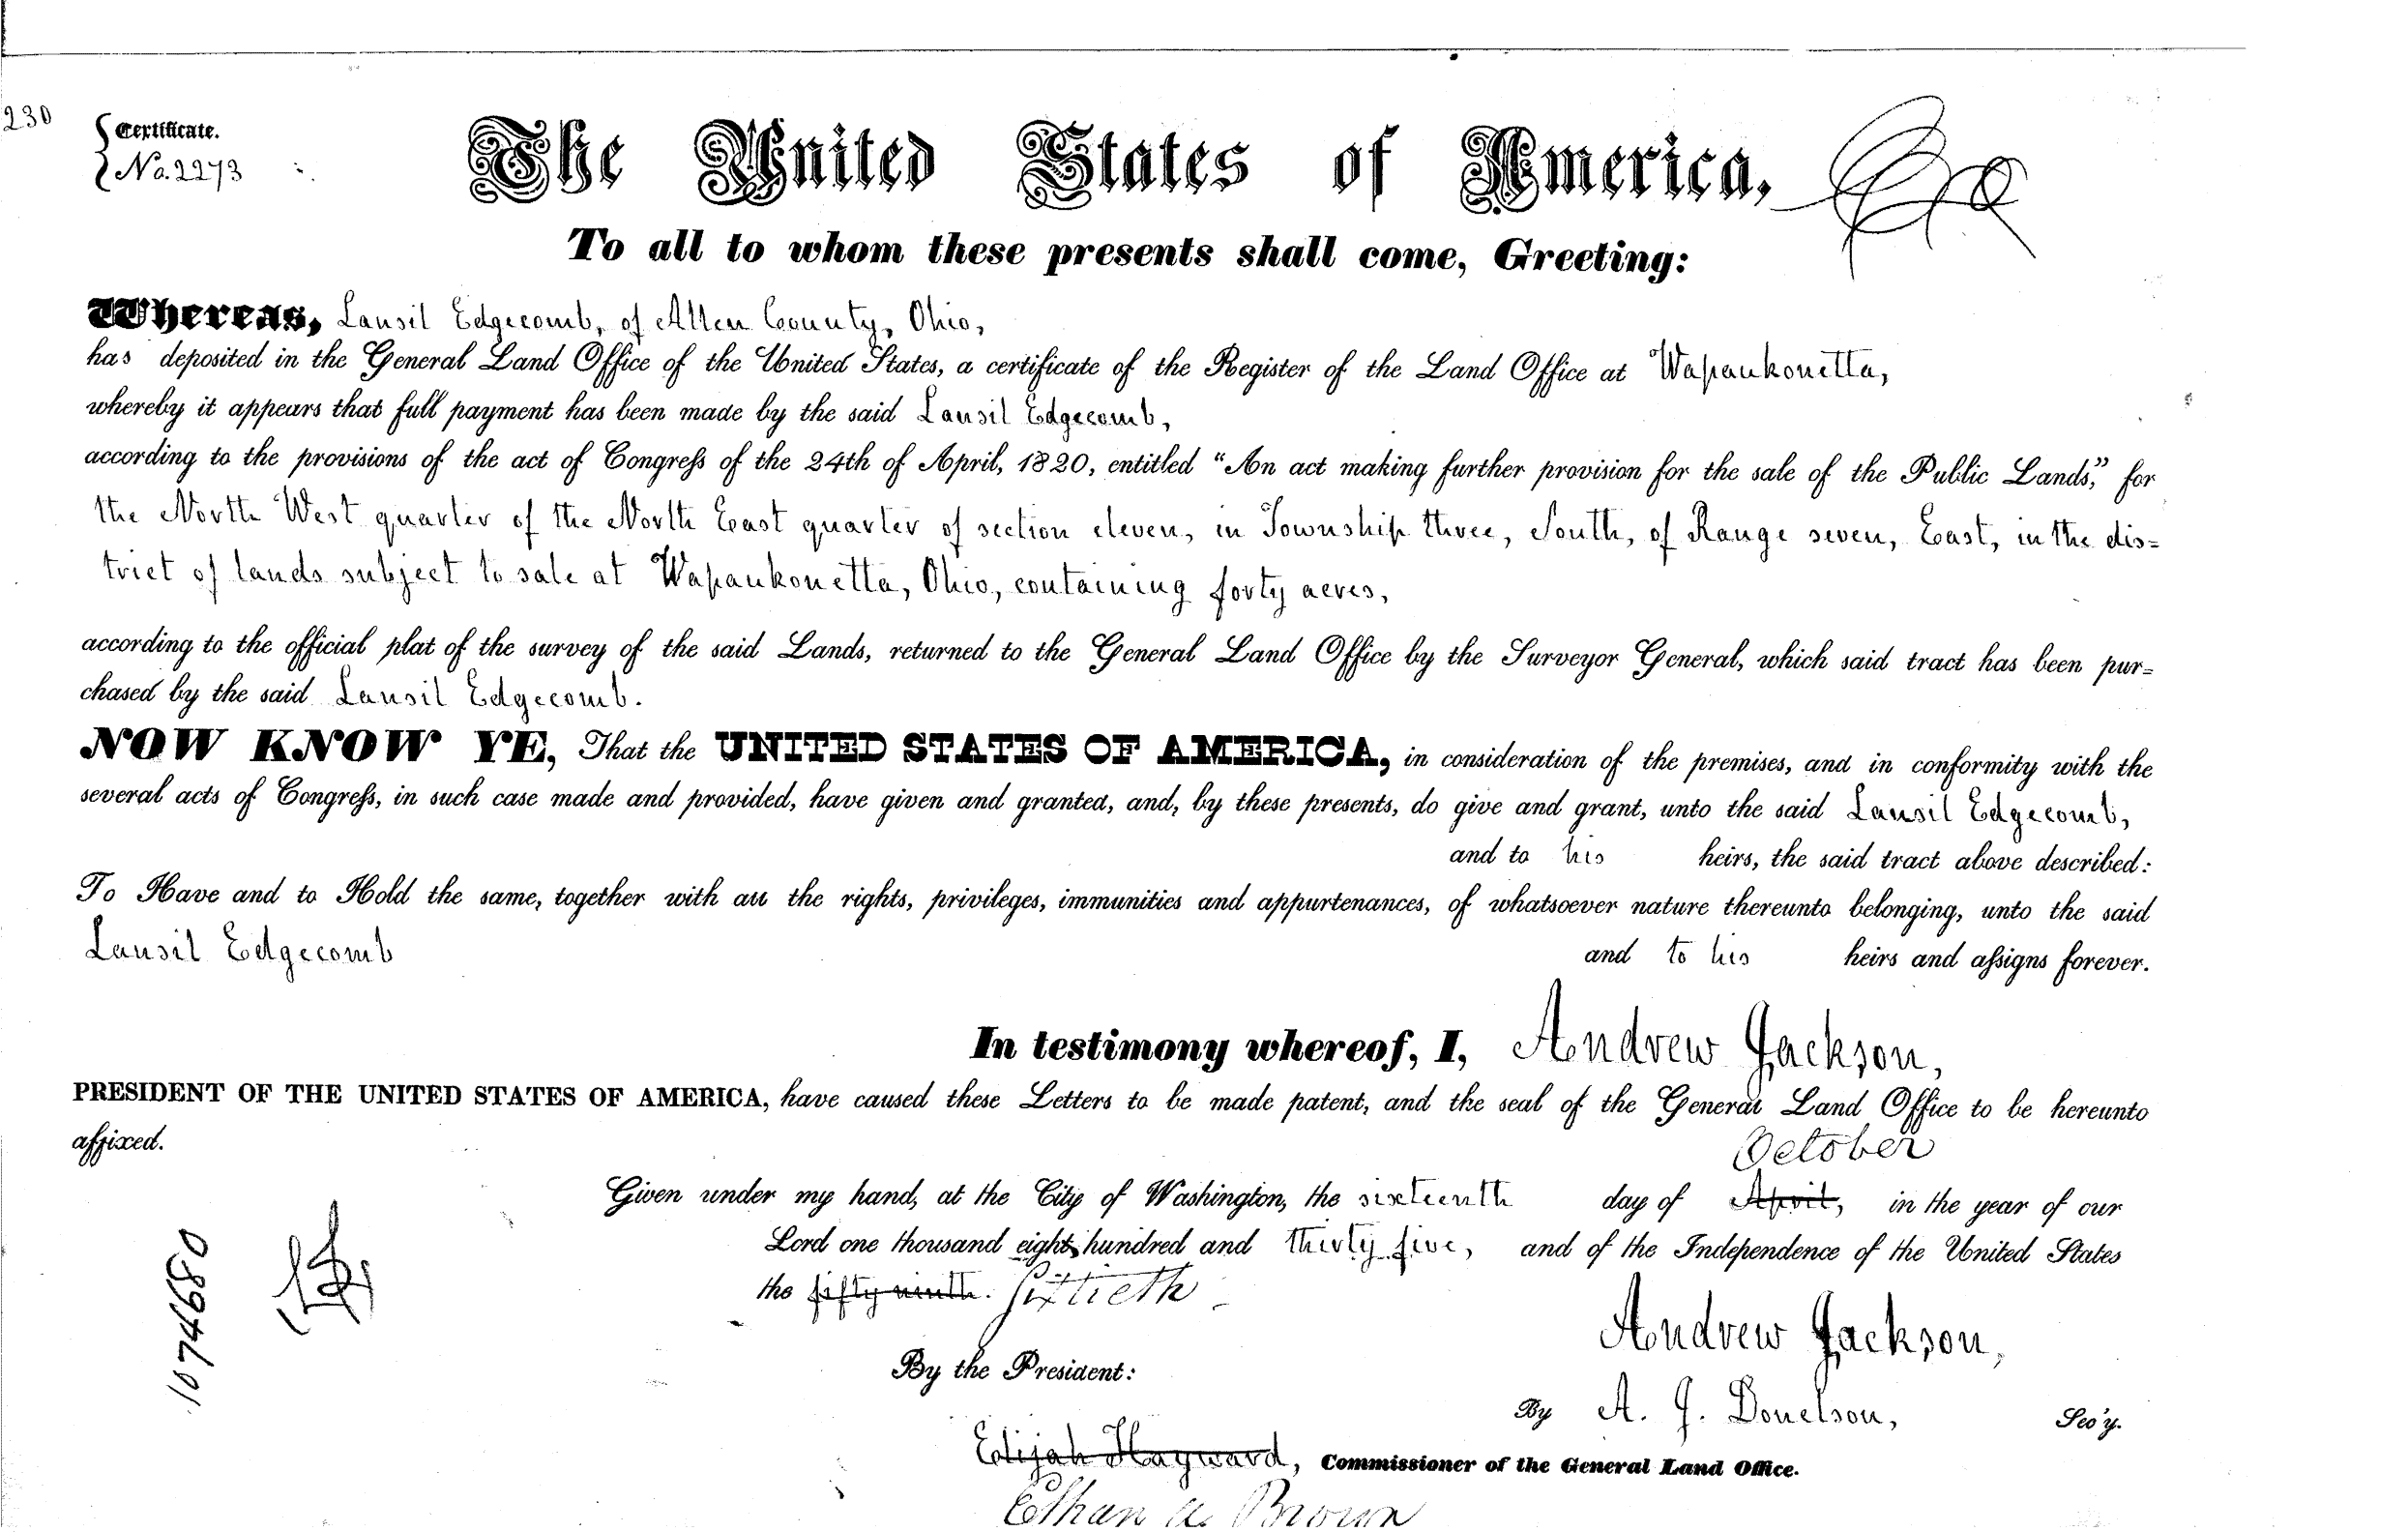 230
Certificate.
No. 2273
The United States of America,
To all to whom these presents shall come, Greeting:
Whereas, Lansil Edgecomb, of Allen County, Ohio,
has deposited in the General Land Office of the United States, a certificate of the Register of the Land Office at Wapaukonetta,
whereby it appears that full payment has been made by the said Lansil Edgecomb,
according to the provisions of the act of Congress of the 24th of April, 1820, entitled "An act making further provision for the sale of the Public Lands," for
the North West quarter of the North East quarter of section eleven, in Township three, South, of Range seven, East, in the dis=
trict of lands subject to sale at Wapaukonetta, Ohio, containing forty acres,
according to the official plat of the survey of the said Lands, returned to the General Land Office by the Surveyor General, which said tract has been pur=
chased by the said Lansil Edgecomb.
NOW KNOW YE, That the UNITED STATES OF AMERICA, in consideration of the premises, and in conformity with the
several acts of Congress, in such case made and provided, have given and granted, and, by these presents, do give and grant, unto the said Lansil Edgecomb,
and to his heirs, the said tract above described:
To Have and to Hold the same, together with all the rights, privileges, immunities and appurtenances, of whatsoever nature thereunto belonging, unto the said
Lansil Edgecomb and to his heirs and assigns forever.
In testimony whereof, I, Andrew Jackson,
PRESIDENT OF THE UNITED STATES OF AMERICA, have caused these Letters to be made patent, and the seal of the General Land Office to be hereunto
affixed.
October
Given under my hand, at the City of Washington, the sixteenth day of April, in the year of our
Lord one thousand eight hundred and thirty five, and of the Independence of the United States
the fifty ninth. Sixtieth
Andrew Jackson,
By the President:
By A. J. Donelson, Sec'y.
Elijah Hayward, Commissioner of the General Land Office.
Ethan A. Brown
1074680